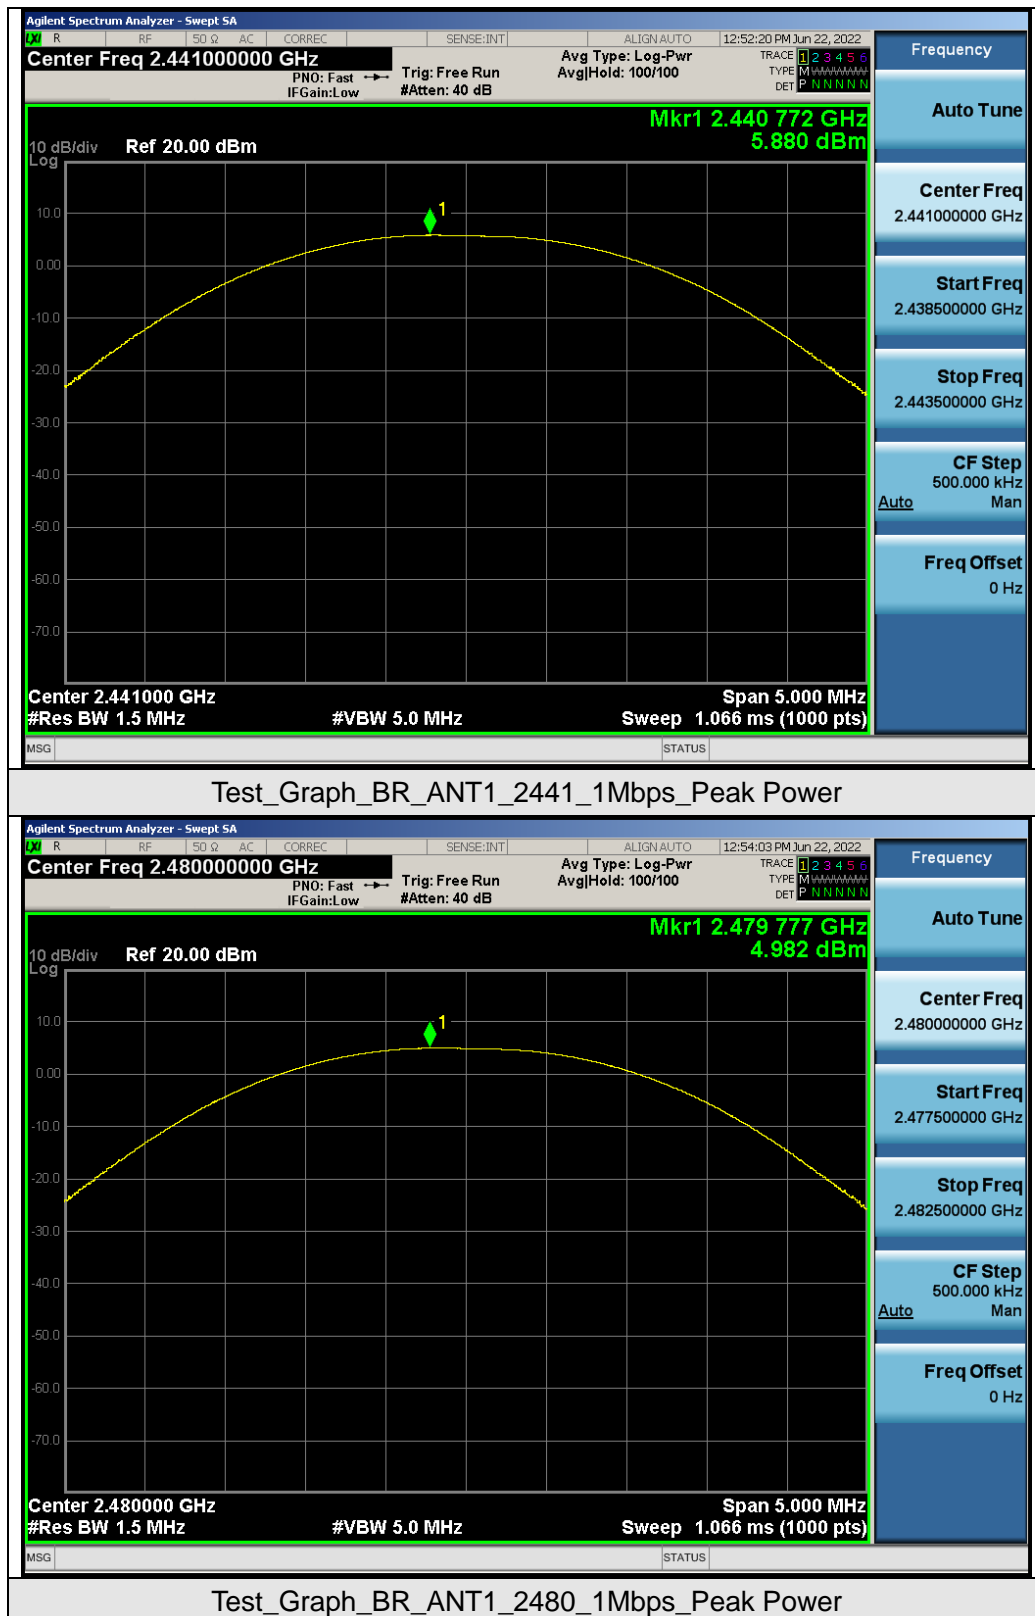 Agilent Spectrum Analyzer - Swept SA
LXI R RF 50 Ω AC CORREC SENSE:INT ALIGN AUTO 12:52:20 PM Jun 22, 2022
Center Freq 2.441000000 GHz
PNO: Fast
IFGain:Low
Trig: Free Run
#Atten: 40 dB
Avg Type: Log-Pwr
Avg|Hold: 100/100
TRACE 1 2 3 4 5 6
TYPE M WWWWW
DET P N N N N N
Mkr1 2.440 772 GHz
5.880 dBm
10 dB/div Ref 20.00 dBm
Log
1
10.0
0.00
-10.0
-20.0
-30.0
-40.0
-50.0
-60.0
-70.0
Center 2.441000 GHz Span 5.000 MHz
#Res BW 1.5 MHz #VBW 5.0 MHz Sweep 1.066 ms (1000 pts)
MSG STATUS
Frequency
Auto Tune
Center Freq
2.441000000 GHz
Start Freq
2.438500000 GHz
Stop Freq
2.443500000 GHz
CF Step
500.000 kHz
Auto Man
Freq Offset
0 Hz
Test_Graph_BR_ANT1_2441_1Mbps_Peak Power
Agilent Spectrum Analyzer - Swept SA
LXI R RF 50 Ω AC CORREC SENSE:INT ALIGN AUTO 12:54:03 PM Jun 22, 2022
Center Freq 2.480000000 GHz
PNO: Fast
IFGain:Low
Trig: Free Run
#Atten: 40 dB
Avg Type: Log-Pwr
Avg|Hold: 100/100
TRACE 1 2 3 4 5 6
TYPE M WWWWW
DET P N N N N N
Mkr1 2.479 777 GHz
4.982 dBm
10 dB/div Ref 20.00 dBm
Log
1
10.0
0.00
-10.0
-20.0
-30.0
-40.0
-50.0
-60.0
-70.0
Center 2.480000 GHz Span 5.000 MHz
#Res BW 1.5 MHz #VBW 5.0 MHz Sweep 1.066 ms (1000 pts)
MSG STATUS
Frequency
Auto Tune
Center Freq
2.480000000 GHz
Start Freq
2.477500000 GHz
Stop Freq
2.482500000 GHz
CF Step
500.000 kHz
Auto Man
Freq Offset
0 Hz
Test_Graph_BR_ANT1_2480_1Mbps_Peak Power